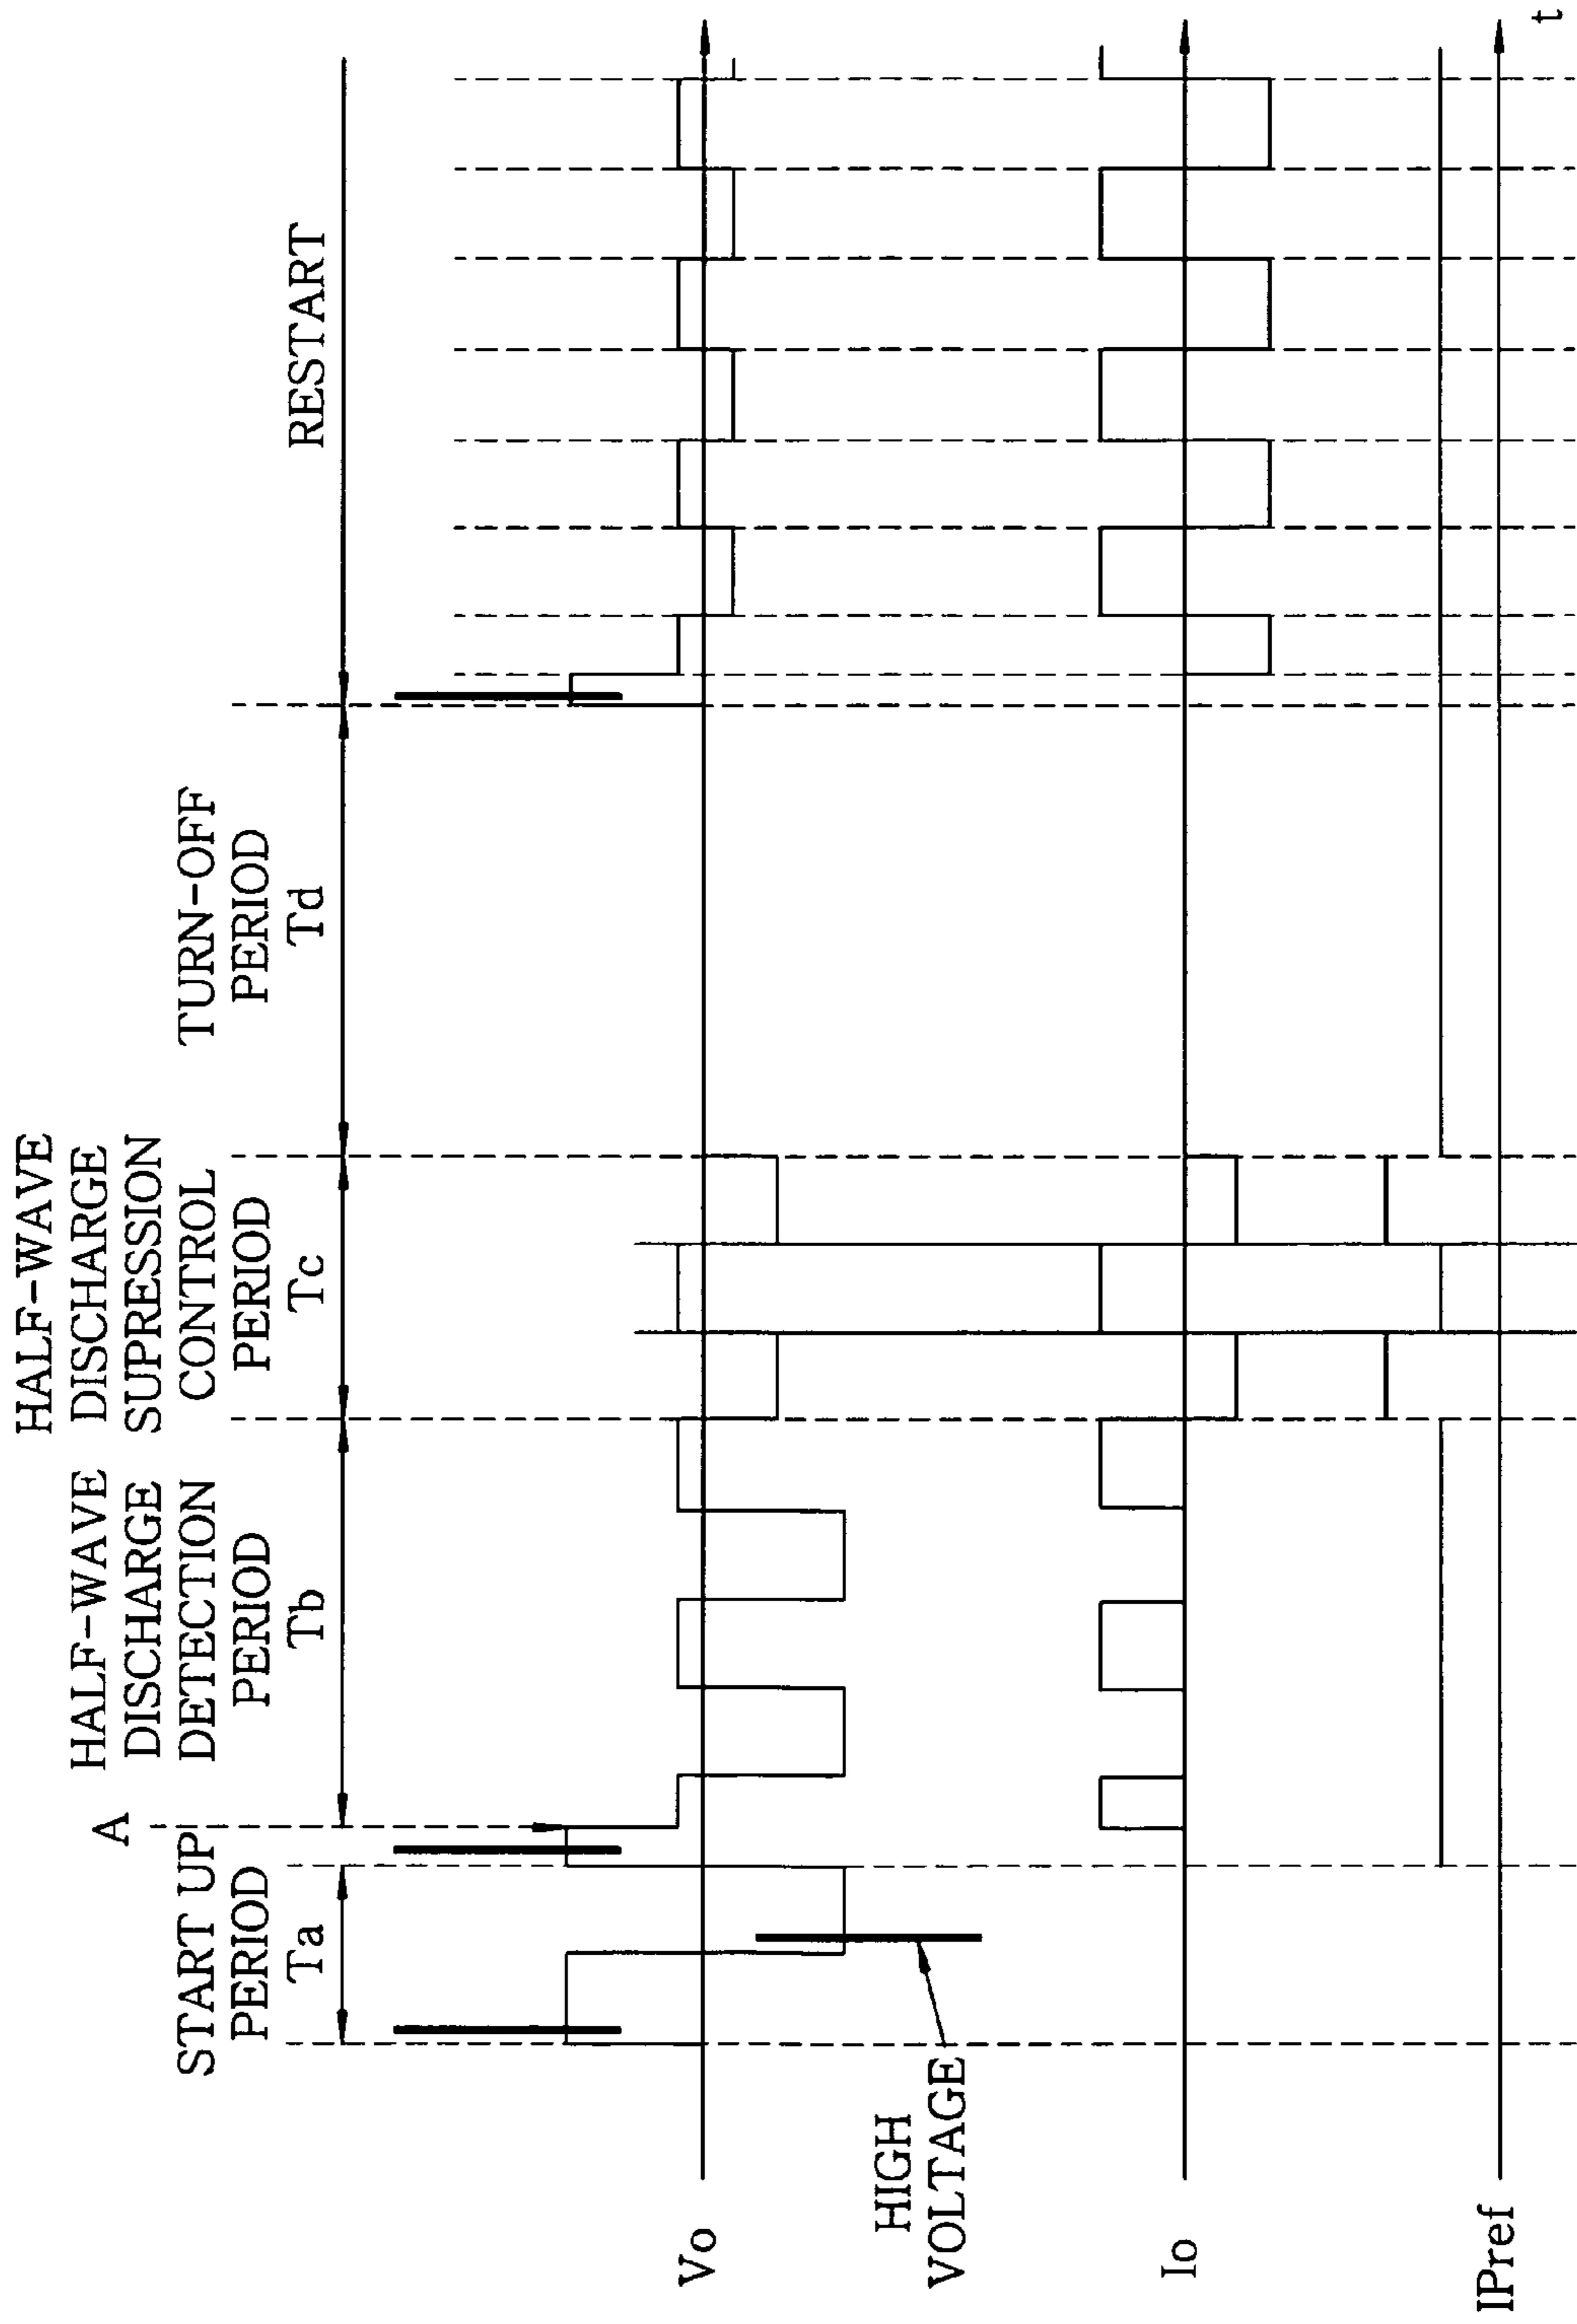 START UP
PERIOD
Ta
A
HALF-WAVE
DISCHARGE
DETECTION
PERIOD
Tb
HALF-WAVE
DISCHARGE
SUPRESSION
CONTROL
PERIOD
Tc
TURN-OFF
PERIOD
Td
RESTART
Vo
HIGH
VOLTAGE
Io
IPref
t